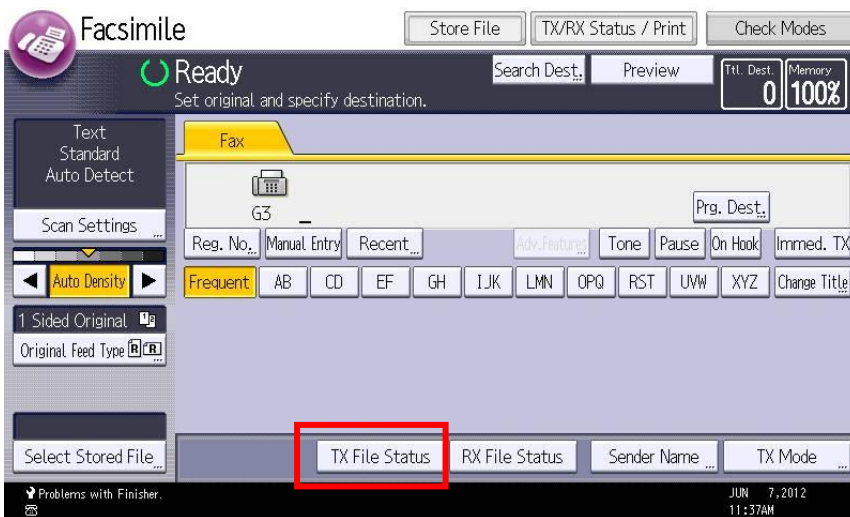 Facsimile
Store File
TX/RX Status / Print
Check Modes
Ready
Search Dest.
Preview
Ttl. Dest.
0
Memory
100%
Set original and specify destination.
Text
Standard
Auto Detect
Fax
G3 _
Prg. Dest.
Scan Settings
Reg. No.
Manual Entry
Recent
Adv.Features
Tone
Pause
On Hook
Immed. TX
Auto Density
Frequent
AB
CD
EF
GH
IJK
LMN
OPQ
RST
UVW
XYZ
Change Title
1 Sided Original
Original Feed Type
Select Stored File
TX File Status
RX File Status
Sender Name
TX Mode
Problems with Finisher.
JUN 7,2012
11:37AM